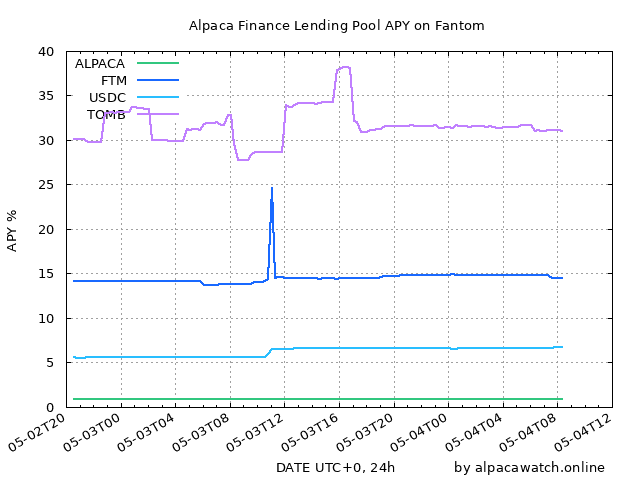 Alpaca Finance Lending Pool APY on Fantom
40
35
30
25
20
15
10
5
0
APY %
ALPACA
FTM
USDC
TOMB
05-02T20
05-03T00
05-03T04
05-03T08
05-03T12
05-03T16
05-03T20
05-04T00
05-04T04
05-04T08
05-04T12
DATE UTC+0, 24h
by alpacawatch.online